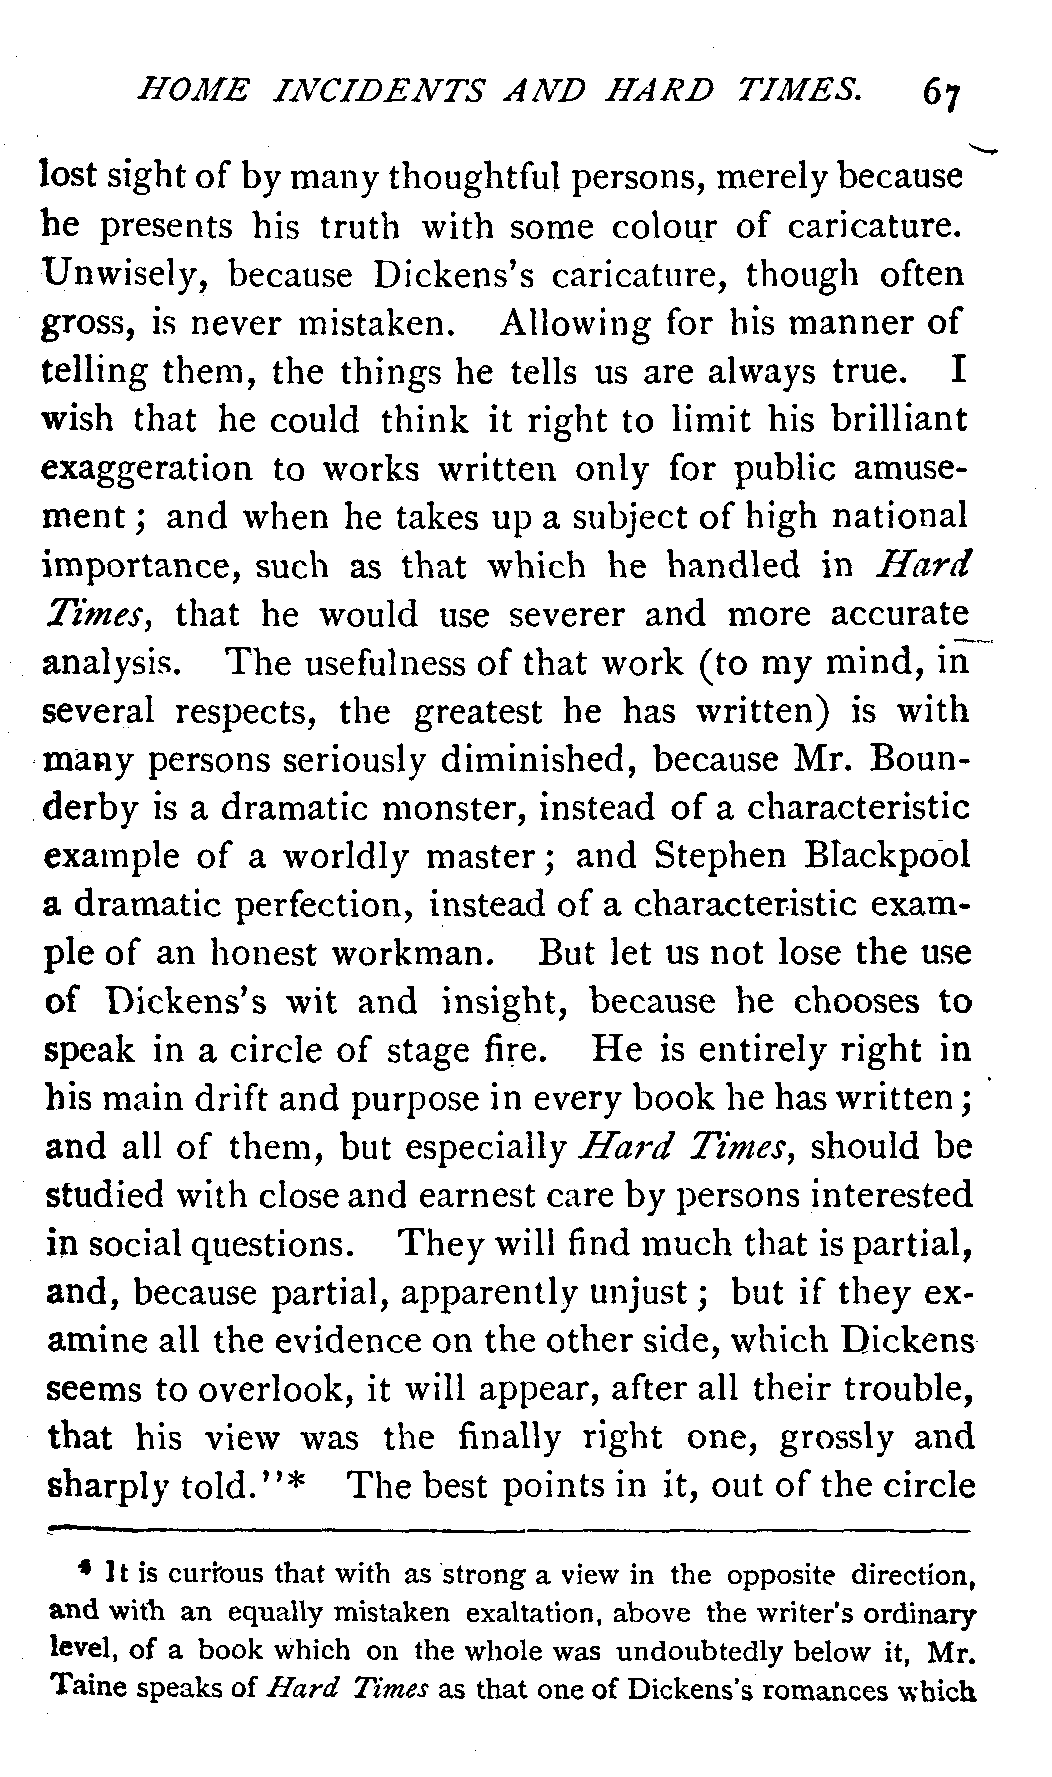 HOME INCIDENTS AND HARD TIMES. 67
lost sight of by many thoughtful persons, merely because
he presents his truth with some colour of caricature.
Unwisely, because Dickens's caricature, though often
gross, is never mistaken. Allowing for his manner of
telling them, the things he tells us are always true. I
wish that he could think it right to limit his brilliant
exaggeration to works written only for public amuse-
ment; and when he takes up a subject of high national
importance, such as that which he handled in Hard
Times, that he would use severer and more accurate
analysis. The usefulness of that work (to my mind, in
several respects, the greatest he has written) is with
many persons seriously diminished, because Mr. Boun-
derby is a dramatic monster, instead of a characteristic
example of a worldly master; and Stephen Blackpool
a dramatic perfection, instead of a characteristic exam-
ple of an honest workman. But let us not lose the use
of Dickens's wit and insight, because he chooses to
speak in a circle of stage fire. He is entirely right in
his main drift and purpose in every book he has written;
and all of them, but especially Hard Times, should be
studied with close and earnest care by persons interested
in social questions. They will find much that is partial,
and, because partial, apparently unjust; but if they ex-
amine all the evidence on the other side, which Dickens
seems to overlook, it will appear, after all their trouble,
that his view was the finally right one, grossly and
sharply told."* The best points in it, out of the circle
* It is curious that with as strong a view in the opposite direction,
and with an equally mistaken exaltation, above the writer's ordinary
level, of a book which on the whole was undoubtedly below it, Mr.
Taine speaks of Hard Times as that one of Dickens's romances which